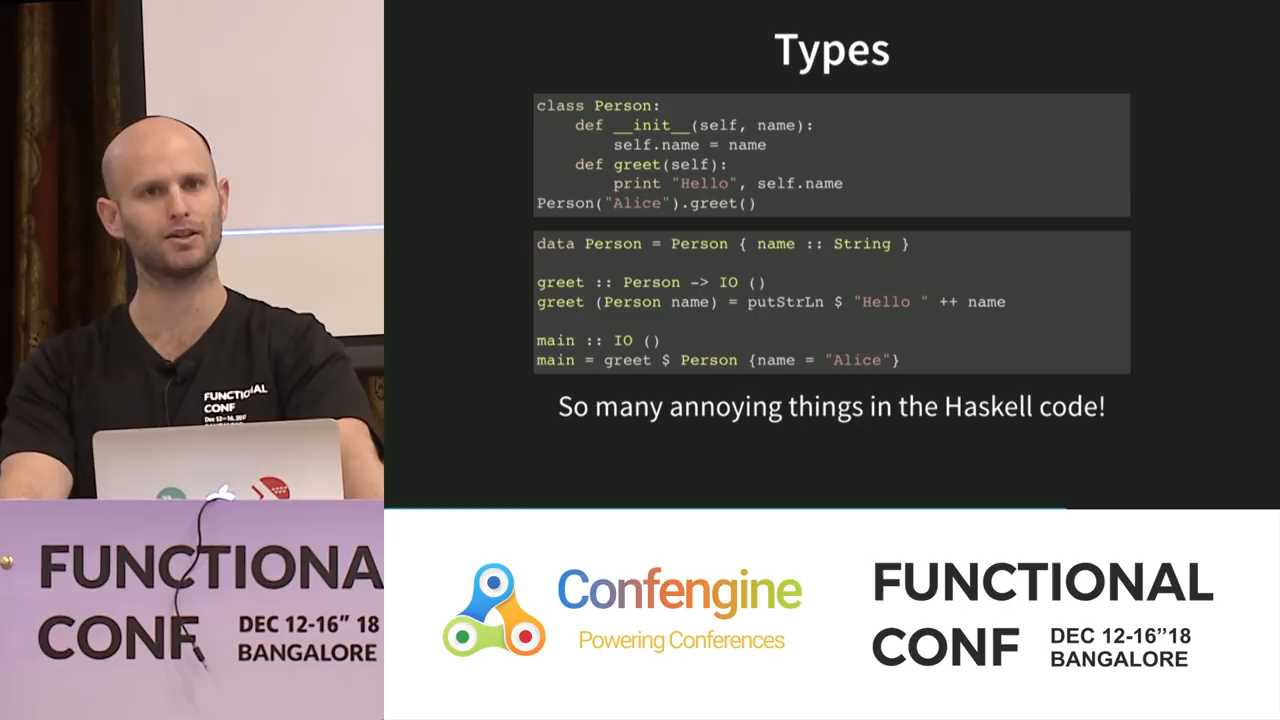 Types
class Person:
    def __init__(self, name):
        self.name = name
    def greet(self):
        print "Hello", self.name
Person("Alice").greet()
data Person = Person { name :: String }
greet :: Person -> IO ()
greet (Person name) = putStrLn $ "Hello " ++ name
main :: IO ()
main = greet $ Person {name = "Alice"}
So many annoying things in the Haskell code!
FUNCTIONAL
CONF
FUNCTIONA
CONF
DEC 12-16” 18
BANGALORE
Confengine
Powering Conferences
FUNCTIONAL
CONF
DEC 12-16”18
BANGALORE